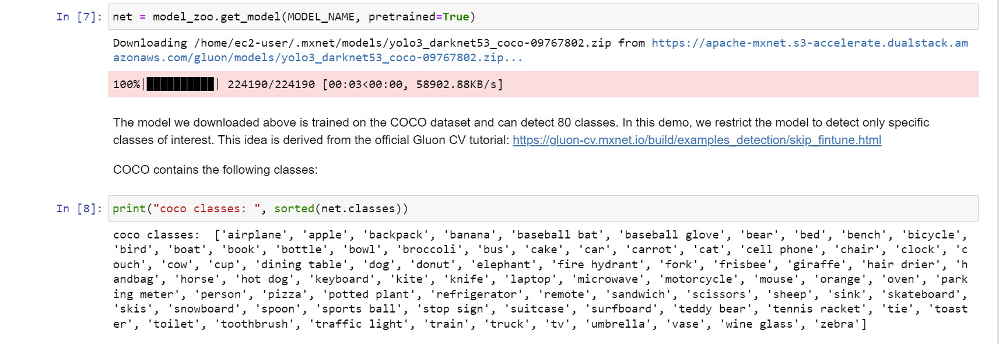 In [7]: net = model_zoo.get_model(MODEL_NAME, pretrained=True)
Downloading /home/ec2-user/.mxnet/models/yolo3_darknet53_coco-09767802.zip from https://apache-mxnet.s3-accelerate.dualstack.am
azonaws.com/gluon/models/yolo3_darknet53_coco-09767802.zip...
100%|██████████| 224190/224190 [00:03<00:00, 58902.88KB/s]
The model we downloaded above is trained on the COCO dataset and can detect 80 classes. In this demo, we restrict the model to detect only specific
classes of interest. This idea is derived from the official Gluon CV tutorial: https://gluon-cv.mxnet.io/build/examples_detection/skip_fintune.html
COCO contains the following classes:
In [8]: print("coco classes: ", sorted(net.classes))
coco classes:  ['airplane', 'apple', 'backpack', 'banana', 'baseball bat', 'baseball glove', 'bear', 'bed', 'bench', 'bicycle',
'bird', 'boat', 'book', 'bottle', 'bowl', 'broccoli', 'bus', 'cake', 'car', 'carrot', 'cat', 'cell phone', 'chair', 'clock', 'c
ouch', 'cow', 'cup', 'dining table', 'dog', 'donut', 'elephant', 'fire hydrant', 'fork', 'frisbee', 'giraffe', 'hair drier', 'h
andbag', 'horse', 'hot dog', 'keyboard', 'kite', 'knife', 'laptop', 'microwave', 'motorcycle', 'mouse', 'orange', 'oven', 'park
ing meter', 'person', 'pizza', 'potted plant', 'refrigerator', 'remote', 'sandwich', 'scissors', 'sheep', 'sink', 'skateboard',
'skis', 'snowboard', 'spoon', 'sports ball', 'stop sign', 'suitcase', 'surfboard', 'teddy bear', 'tennis racket', 'tie', 'toast
er', 'toilet', 'toothbrush', 'traffic light', 'train', 'truck', 'tv', 'umbrella', 'vase', 'wine glass', 'zebra']